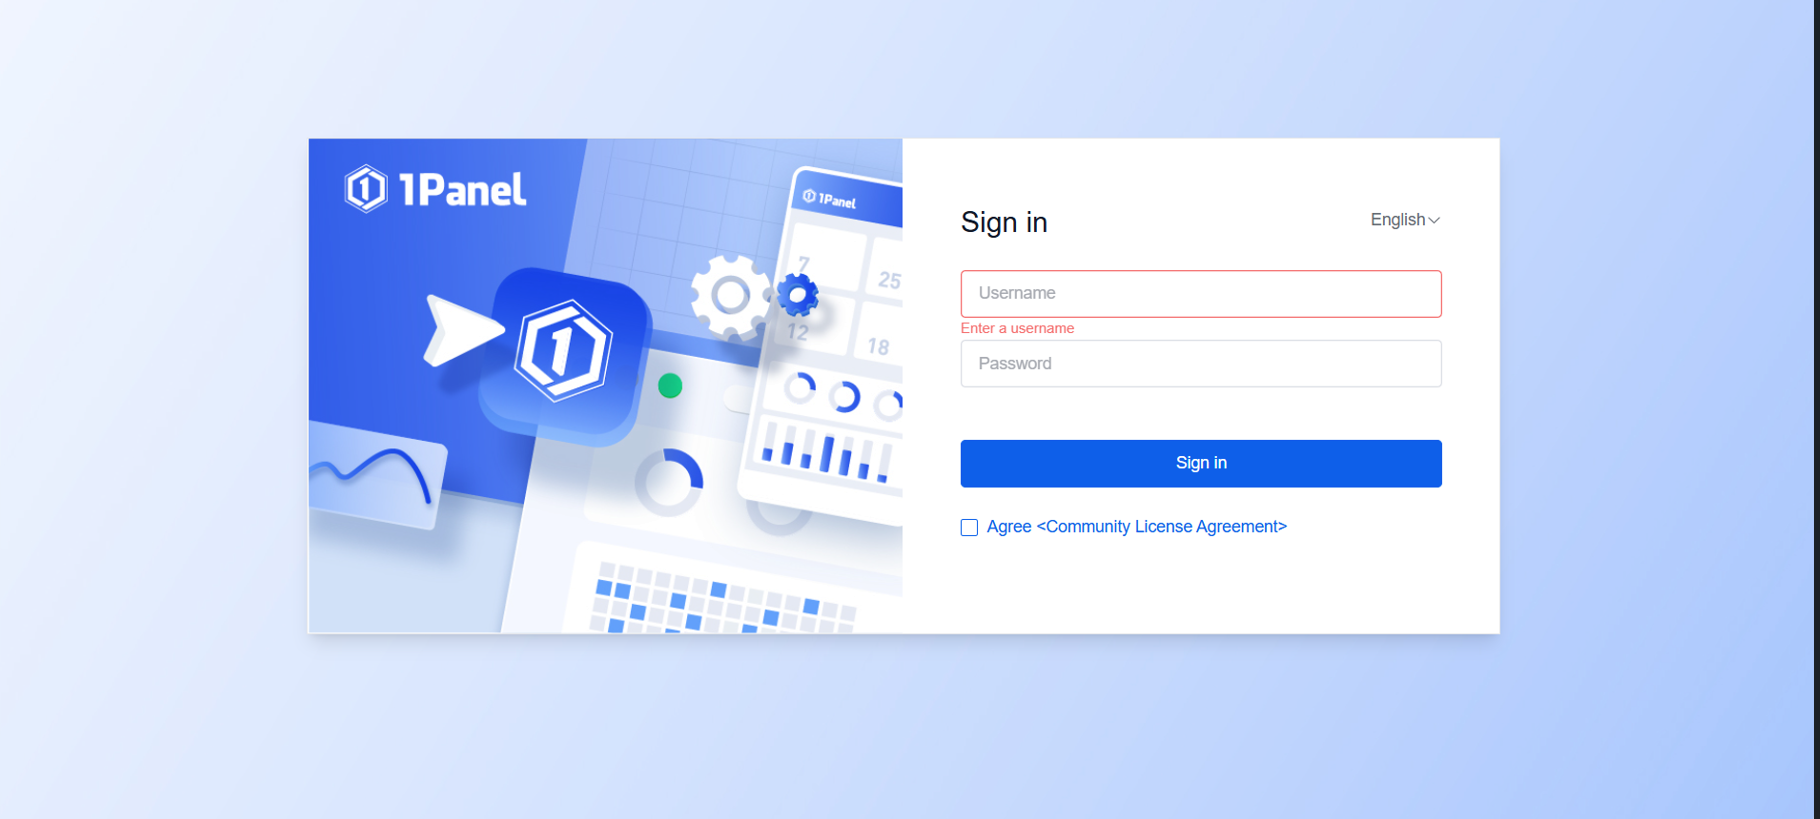 1Panel
1Panel
7
25
12
18
1
Sign in
English
Username
Enter a username
Password
Sign in
Agree <Community License Agreement>